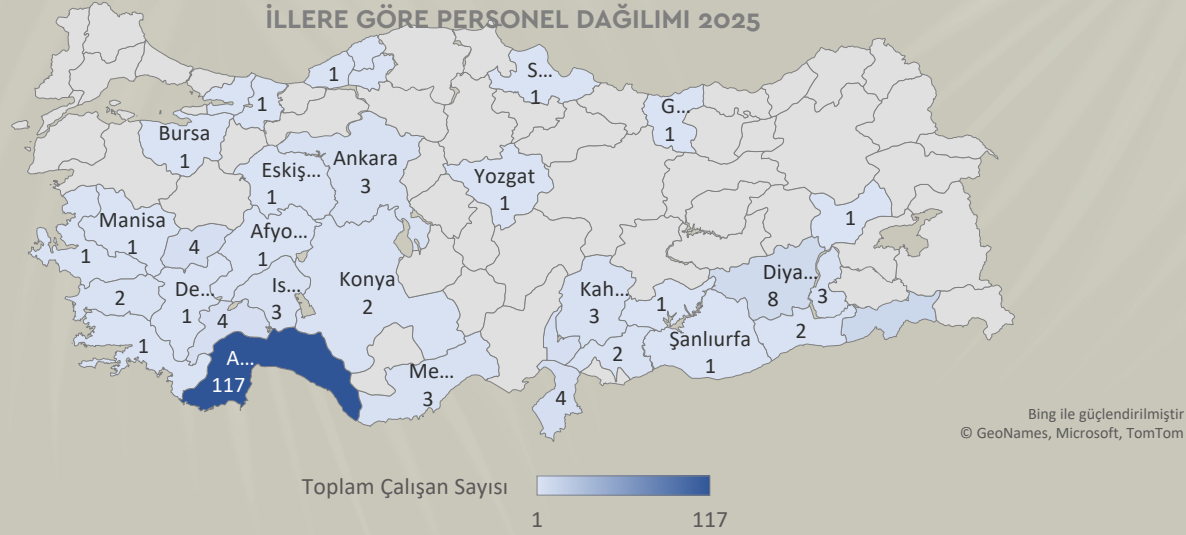 İLLERE GÖRE PERSONEL DAĞILIMI 2025
1
S...
1
1
G...
1
Bursa
1
Ankara
3
Eskiş...
1
Yozgat
1
Manisa
1
1
4
Afyo...
1
1
2
De...
1
Is...
3
Konya
2
Kah...
3
1
Diya...
8
3
1
4
Şanlıurfa
1
2
2
A...
117
Me...
3
4
Bing ile güçlendirilmiştir
© GeoNames, Microsoft, TomTom
Toplam Çalışan Sayısı
1
117